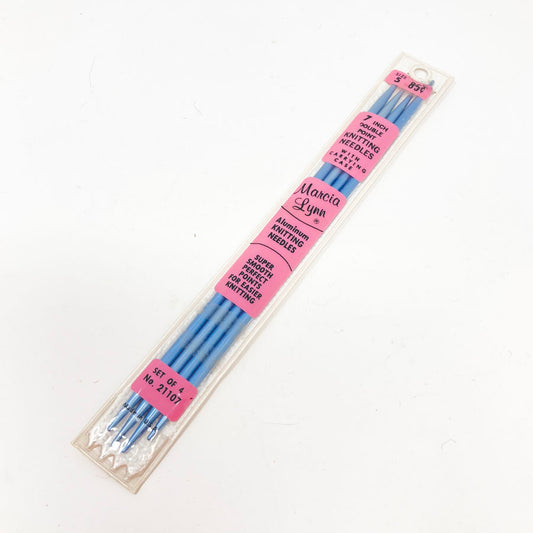 SIZE
5 85¢
7 INCH
DOUBLE
POINT
KNITTING
NEEDLES
WITH
CARRYING
CASE
Marcia
Lynn ®
Aluminum
KNITTING
NEEDLES
SUPER
SMOOTH
PERFECT
POINTS
FOR EASIER
KNITTING
SET OF 4
No. 21107